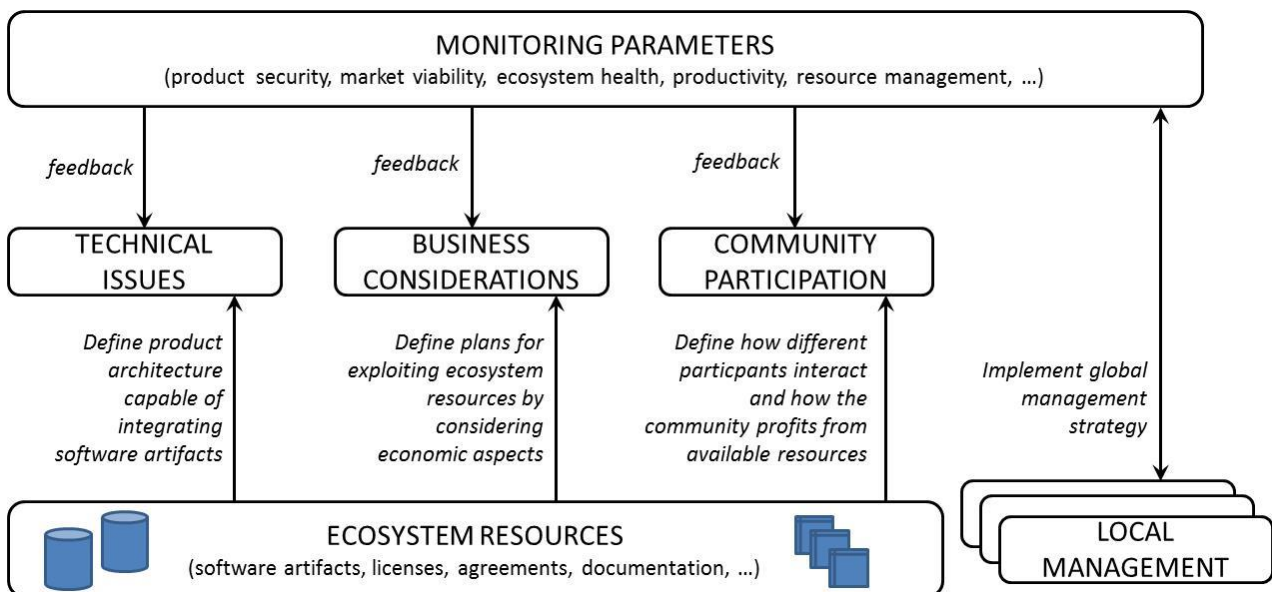 MONITORING PARAMETERS
(product security, market viability, ecosystem health, productivity, resource management, ...)
feedback
feedback
feedback
TECHNICAL
ISSUES
BUSINESS
CONSIDERATIONS
COMMUNITY
PARTICIPATION
Define product
architecture
capable of
integrating
software artifacts
Define plans for
exploiting ecosystem
resources by
considering
economic aspects
Define how different
particpants interact
and how the
community profits from
available resources
Implement global
management
strategy
ECOSYSTEM RESOURCES
(software artifacts, licenses, agreements, documentation, ...)
LOCAL
MANAGEMENT